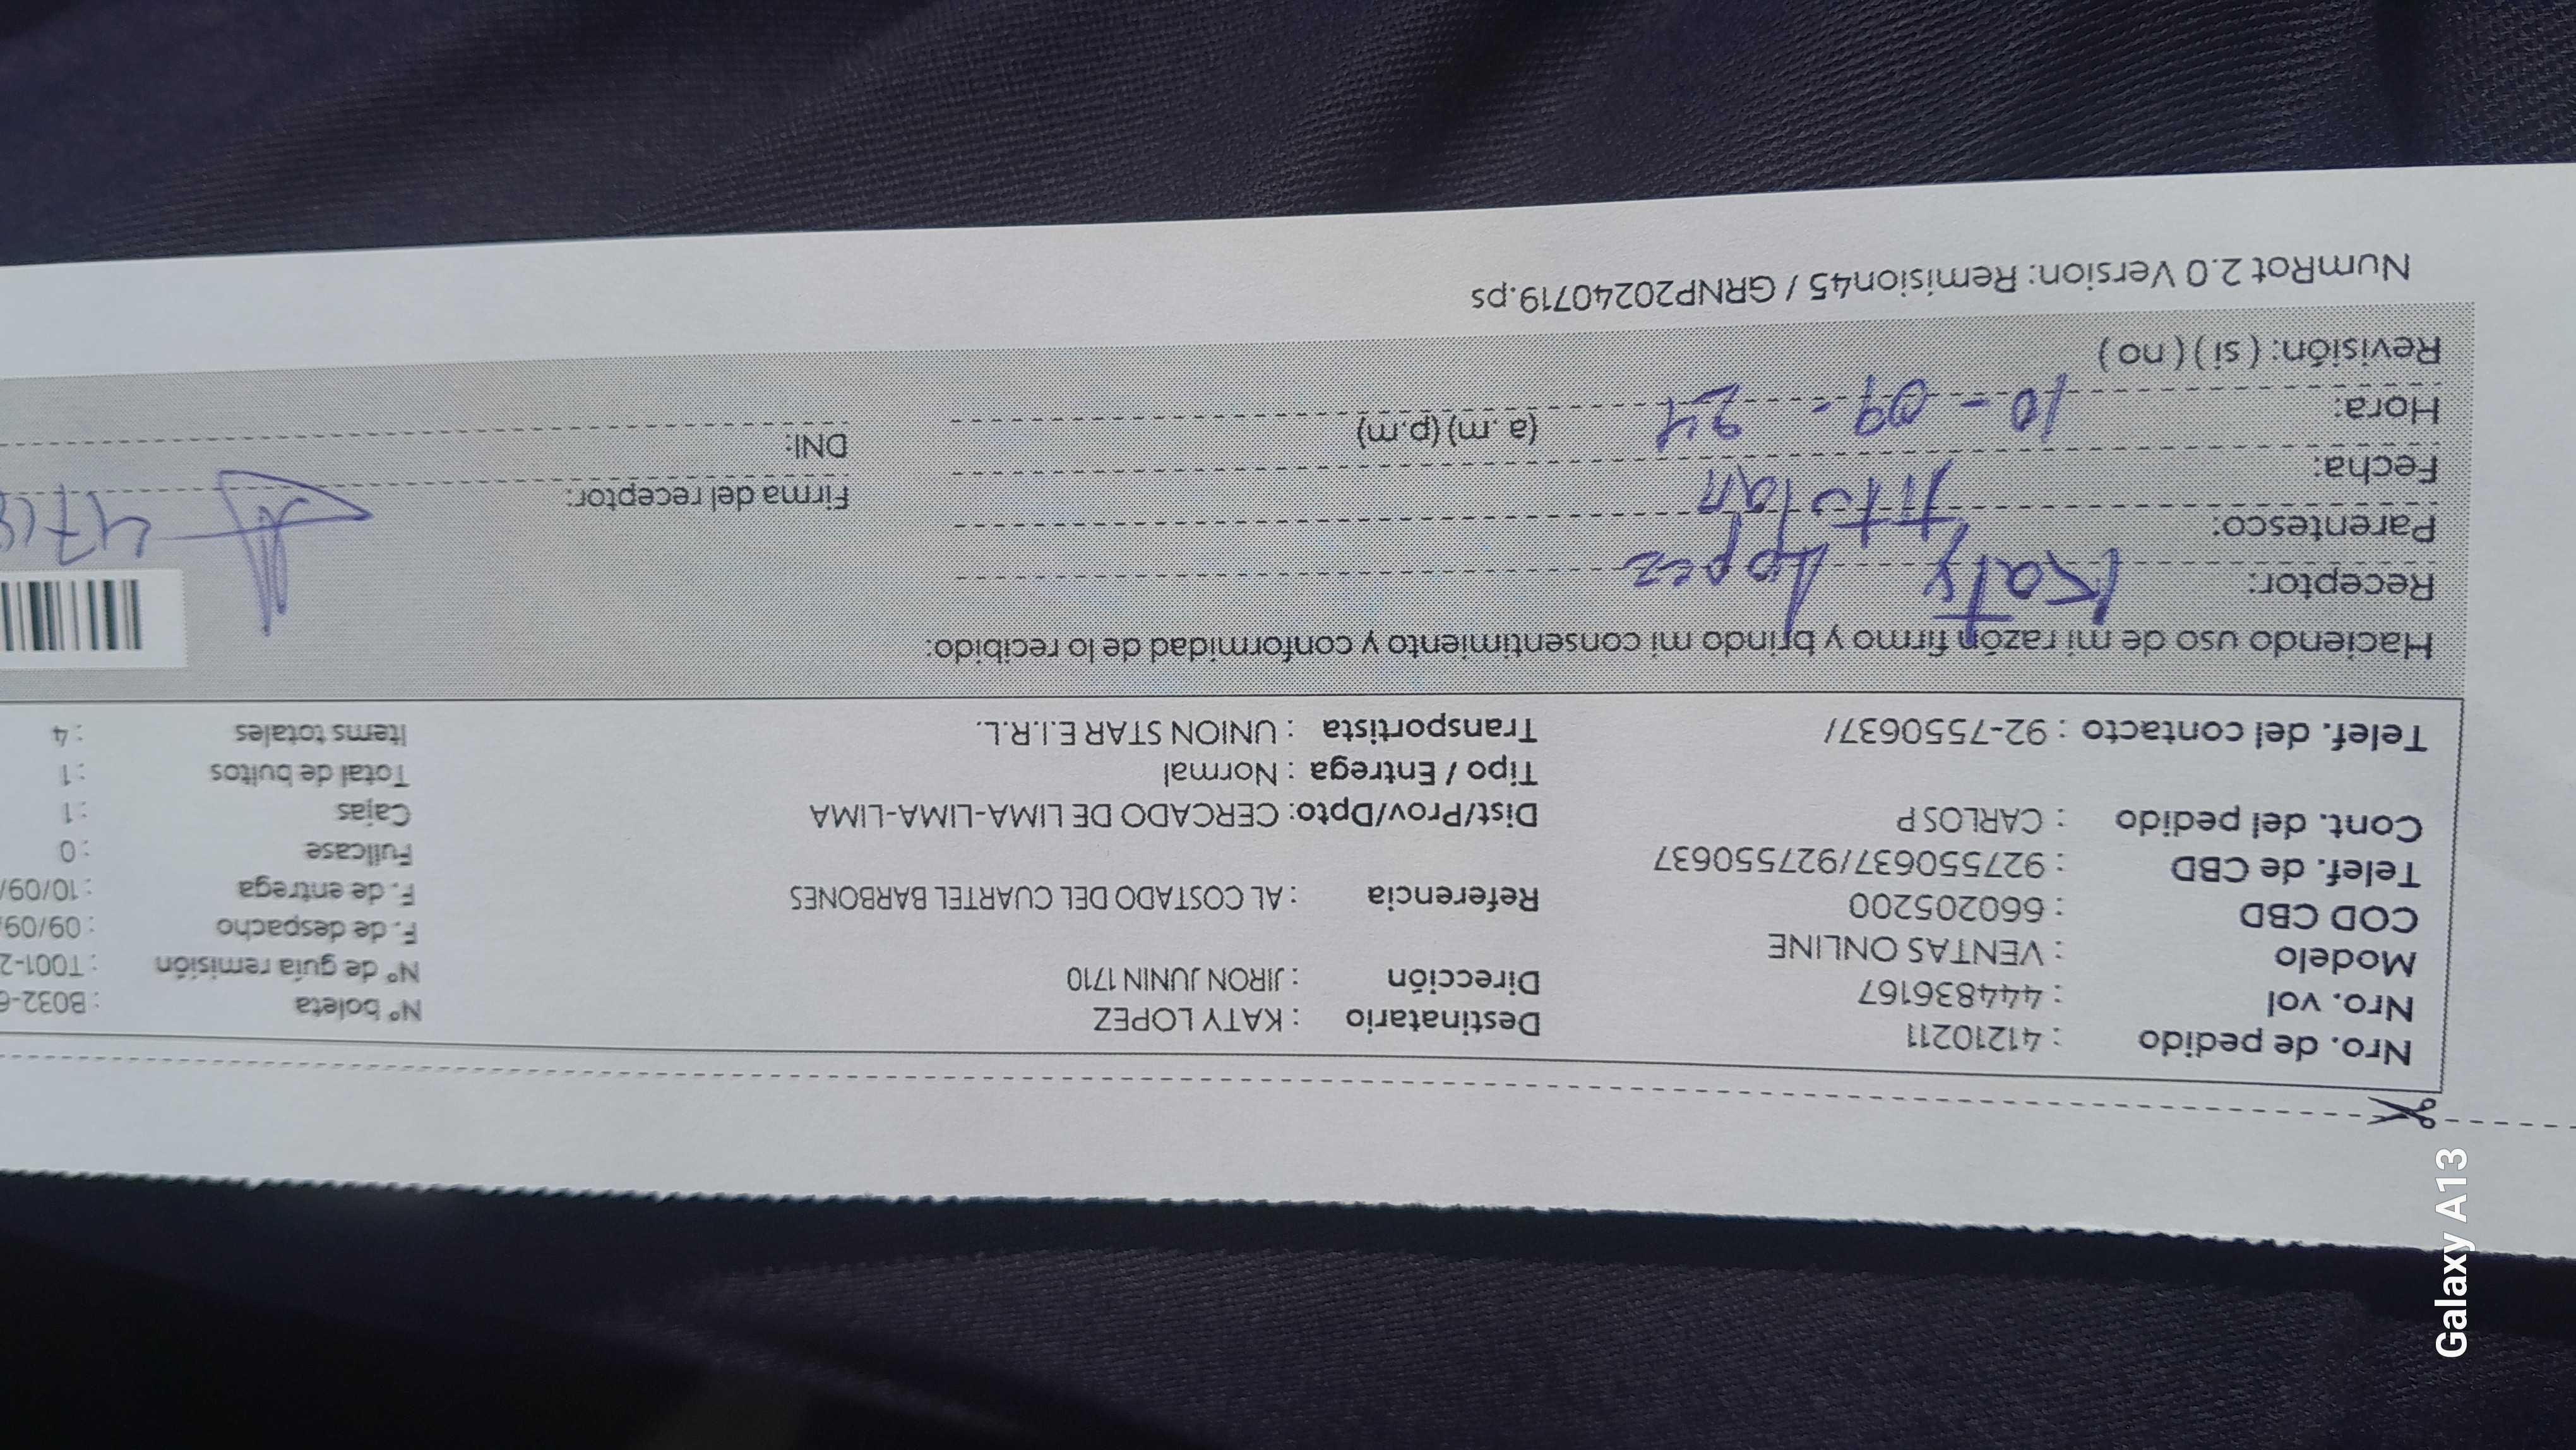 Nro. de pedido : 41210211
Nro. vol : 444836167
Modelo : VENTAS ONLINE
COD CBD : 660205200
Telef. de CBD : 927550637/927550637
Cont. del pedido : CARLOS P
Telef. del contacto : 92-7550637/
Destinatario : KATY LOPEZ
Dirección : JIRON JUNIN 1710
Referencia : AL COSTADO DEL CUARTEL BARBONES
Dist/Prov/Dpto: CERCADO DE LIMA-LIMA-LIMA
Tipo / Entrega : Normal
Transportista : UNION STAR E.I.R.L.
N° boleta : B032-6
N° de guía remisión : T001-2
F. de despacho : 09/09/
F. de entrega : 10/09/
Fullcase : 0
Cajas : 1
Total de bultos : 1
Items totales : 4
Haciendo uso de mi razón firmo y brindo mi consentimiento y conformidad de lo recibido:
Receptor: Katy Lopez
Parentesco: titular
Fecha: 10 - 09 - 24
Hora: (a.m) (p.m)
Revisión: ( si ) ( no )
Firma del receptor:
DNI:
NumRot 2.0 Version: Remision45 / GRNP20240719.ps
Galaxy A13